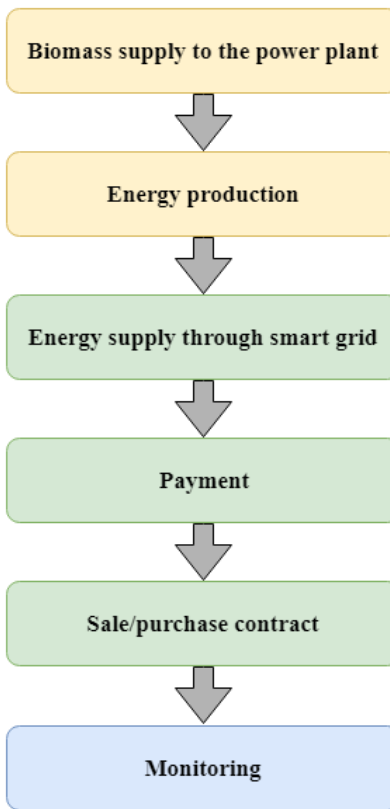 Biomass supply to the power plant
Energy production
Energy supply through smart grid
Payment
Sale/purchase contract
Monitoring